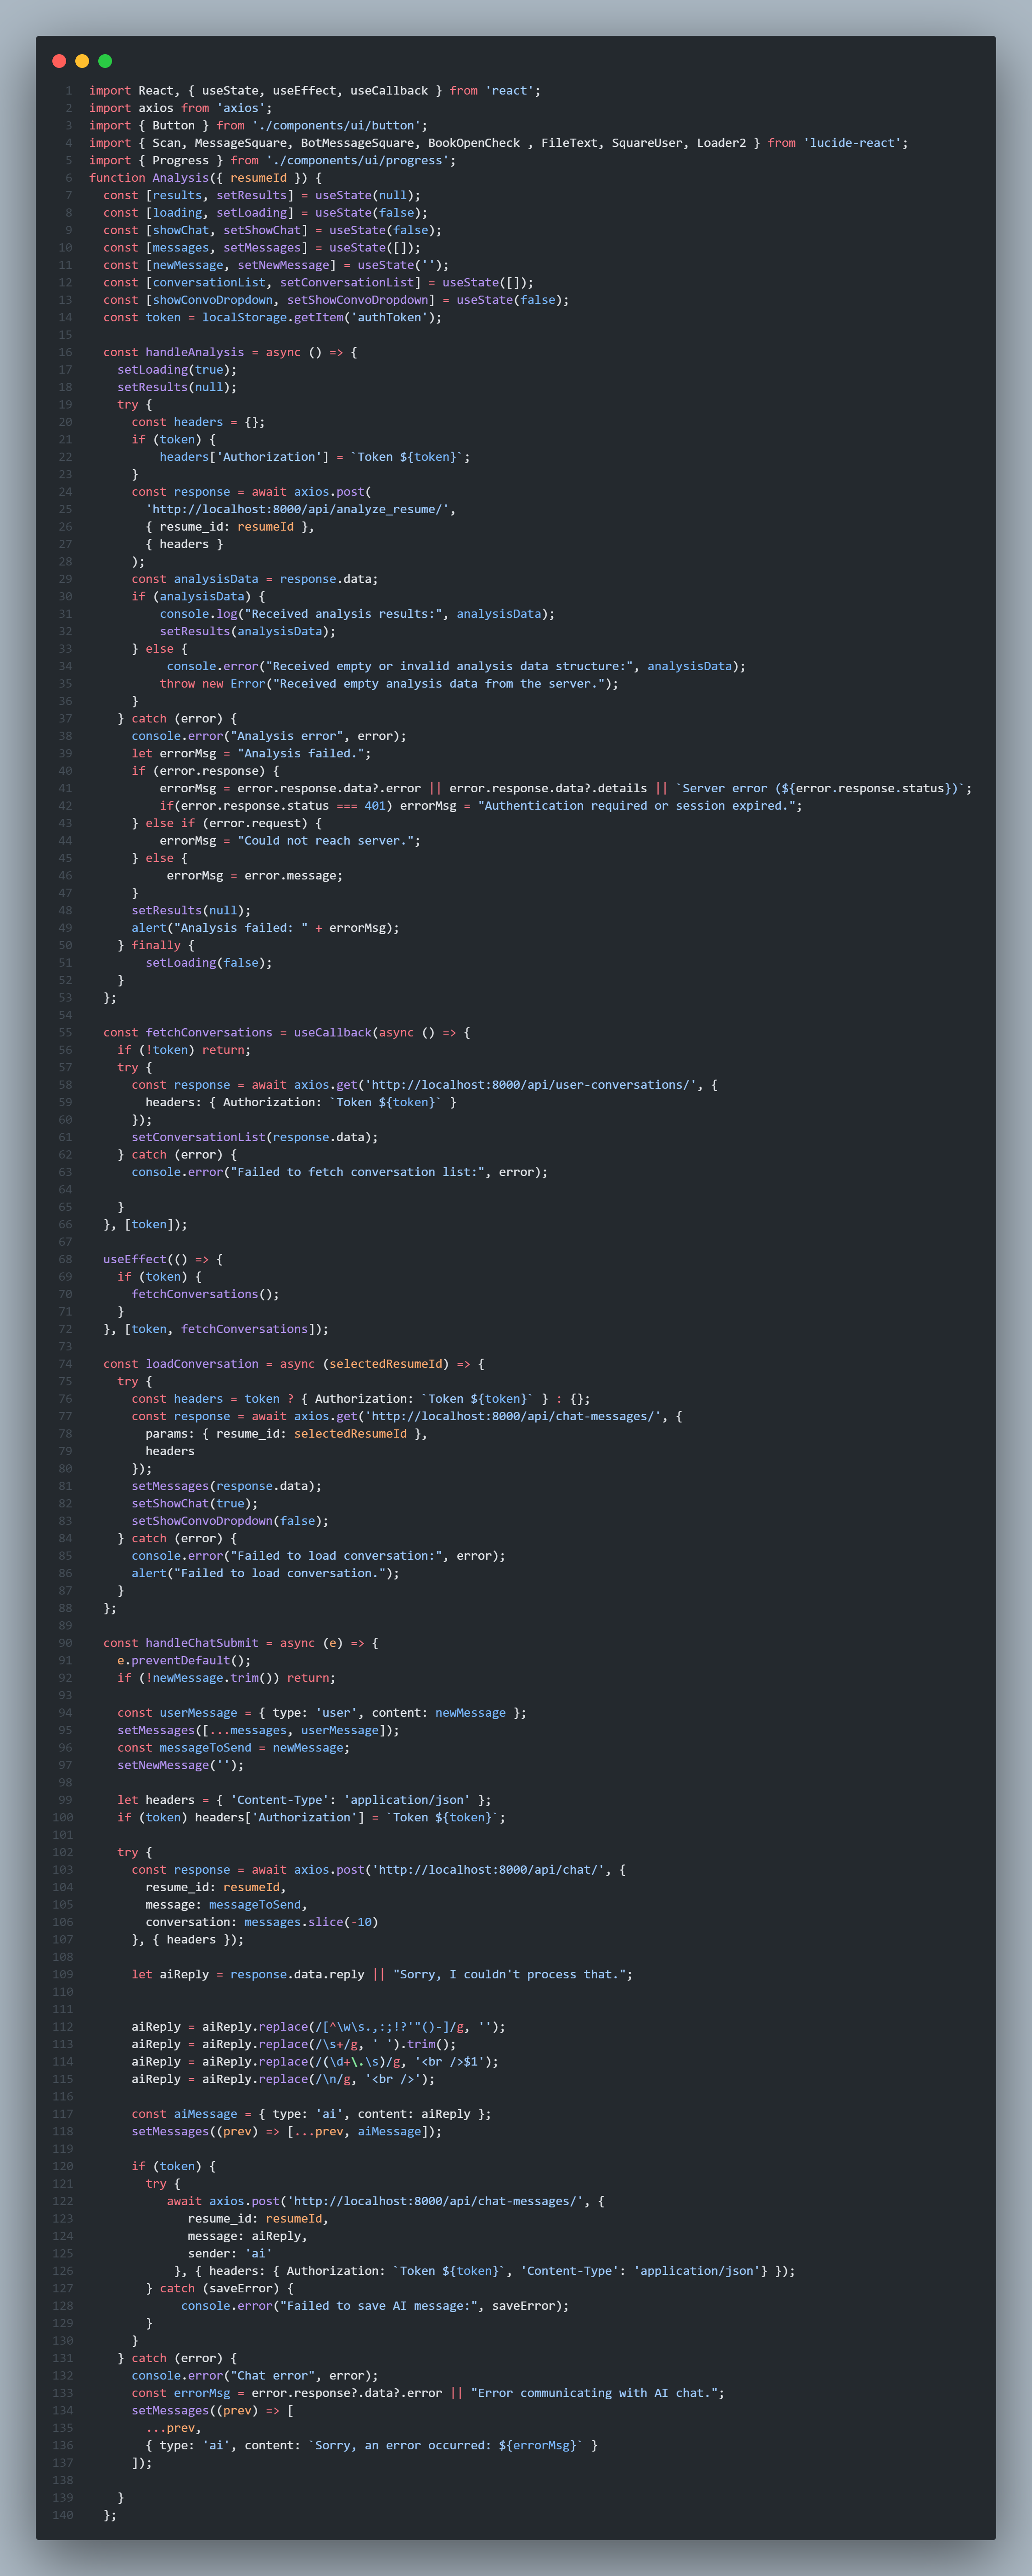 1 import React, { useState, useEffect, useCallback } from 'react';
2 import axios from 'axios';
3 import { Button } from './components/ui/button';
4 import { Scan, MessageSquare, BotMessageSquare, BookOpenCheck , FileText, SquareUser, Loader2 } from 'lucide-react';
5 import { Progress } from './components/ui/progress';
6 function Analysis({ resumeId }) {
7   const [results, setResults] = useState(null);
8   const [loading, setLoading] = useState(false);
9   const [showChat, setShowChat] = useState(false);
10   const [messages, setMessages] = useState([]);
11   const [newMessage, setNewMessage] = useState('');
12   const [conversationList, setConversationList] = useState([]);
13   const [showConvoDropdown, setShowConvoDropdown] = useState(false);
14   const token = localStorage.getItem('authToken');
15
16   const handleAnalysis = async () => {
17     setLoading(true);
18     setResults(null);
19     try {
20       const headers = {};
21       if (token) {
22           headers['Authorization'] = `Token ${token}`;
23       }
24       const response = await axios.post(
25         'http://localhost:8000/api/analyze_resume/',
26         { resume_id: resumeId },
27         { headers }
28       );
29       const analysisData = response.data;
30       if (analysisData) {
31           console.log("Received analysis results:", analysisData);
32           setResults(analysisData);
33       } else {
34            console.error("Received empty or invalid analysis data structure:", analysisData);
35           throw new Error("Received empty analysis data from the server.");
36       }
37     } catch (error) {
38       console.error("Analysis error", error);
39       let errorMsg = "Analysis failed.";
40       if (error.response) {
41           errorMsg = error.response.data?.error || error.response.data?.details || `Server error (${error.response.status})`;
42           if(error.response.status === 401) errorMsg = "Authentication required or session expired.";
43       } else if (error.request) {
44           errorMsg = "Could not reach server.";
45       } else {
46            errorMsg = error.message;
47       }
48       setResults(null);
49       alert("Analysis failed: " + errorMsg);
50     } finally {
51         setLoading(false);
52     }
53   };
54
55   const fetchConversations = useCallback(async () => {
56     if (!token) return;
57     try {
58       const response = await axios.get('http://localhost:8000/api/user-conversations/', {
59         headers: { Authorization: `Token ${token}` }
60       });
61       setConversationList(response.data);
62     } catch (error) {
63       console.error("Failed to fetch conversation list:", error);
64
65     }
66   }, [token]);
67
68   useEffect(() => {
69     if (token) {
70       fetchConversations();
71     }
72   }, [token, fetchConversations]);
73
74   const loadConversation = async (selectedResumeId) => {
75     try {
76       const headers = token ? { Authorization: `Token ${token}` } : {};
77       const response = await axios.get('http://localhost:8000/api/chat-messages/', {
78         params: { resume_id: selectedResumeId },
79         headers
80       });
81       setMessages(response.data);
82       setShowChat(true);
83       setShowConvoDropdown(false);
84     } catch (error) {
85       console.error("Failed to load conversation:", error);
86       alert("Failed to load conversation.");
87     }
88   };
89
90   const handleChatSubmit = async (e) => {
91     e.preventDefault();
92     if (!newMessage.trim()) return;
93
94     const userMessage = { type: 'user', content: newMessage };
95     setMessages([...messages, userMessage]);
96     const messageToSend = newMessage;
97     setNewMessage('');
98
99     let headers = { 'Content-Type': 'application/json' };
100     if (token) headers['Authorization'] = `Token ${token}`;
101
102     try {
103       const response = await axios.post('http://localhost:8000/api/chat/', {
104         resume_id: resumeId,
105         message: messageToSend,
106         conversation: messages.slice(-10)
107       }, { headers });
108
109       let aiReply = response.data.reply || "Sorry, I couldn't process that.";
110
111
112       aiReply = aiReply.replace(/[^\w\s.,:;!?'"()-]/g, '');
113       aiReply = aiReply.replace(/\s+/g, ' ').trim();
114       aiReply = aiReply.replace(/(\d+\.\s)/g, '<br />$1');
115       aiReply = aiReply.replace(/\n/g, '<br />');
116
117       const aiMessage = { type: 'ai', content: aiReply };
118       setMessages((prev) => [...prev, aiMessage]);
119
120       if (token) {
121         try {
122            await axios.post('http://localhost:8000/api/chat-messages/', {
123               resume_id: resumeId,
124               message: aiReply,
125               sender: 'ai'
126             }, { headers: { Authorization: `Token ${token}`, 'Content-Type': 'application/json'} });
127         } catch (saveError) {
128              console.error("Failed to save AI message:", saveError);
129         }
130       }
131     } catch (error) {
132       console.error("Chat error", error);
133       const errorMsg = error.response?.data?.error || "Error communicating with AI chat.";
134       setMessages((prev) => [
135         ...prev,
136         { type: 'ai', content: `Sorry, an error occurred: ${errorMsg}` }
137       ]);
138
139     }
140   };